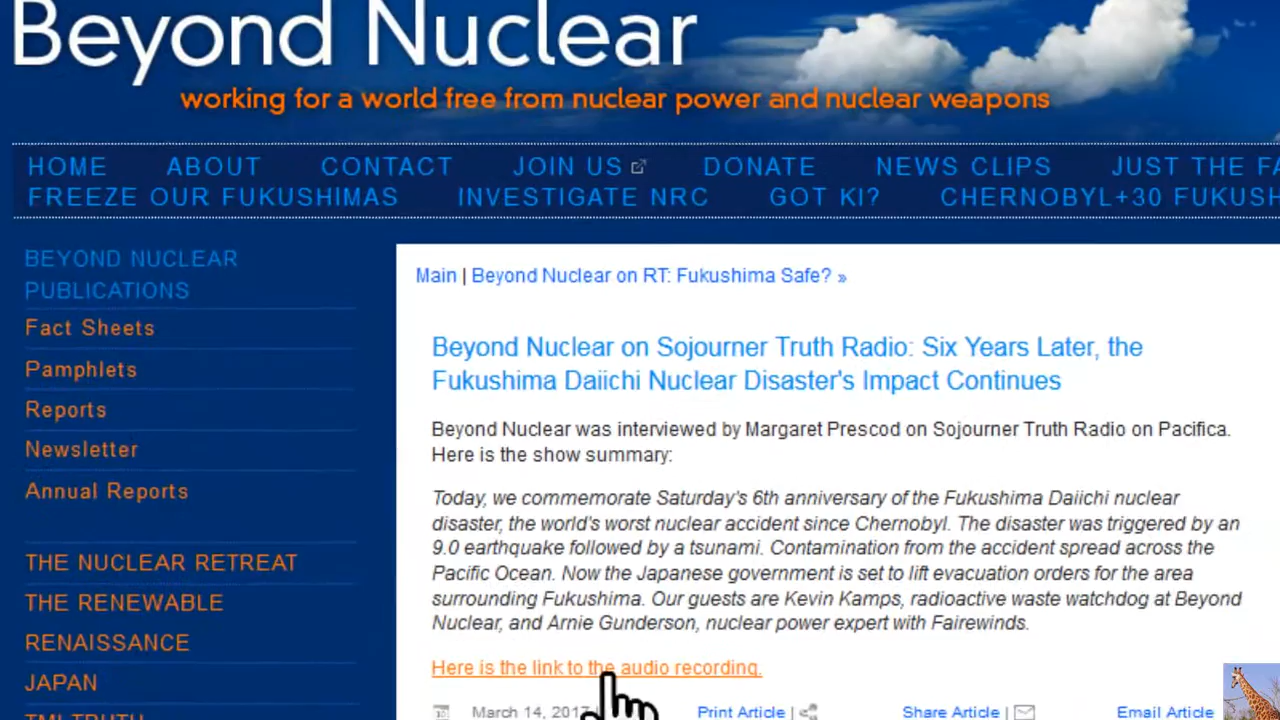 Beyond Nuclear
working for a world free from nuclear power and nuclear weapons
HOME ABOUT CONTACT JOIN US DONATE NEWS CLIPS JUST THE
FREEZE OUR FUKUSHIMAS INVESTIGATE NRC GOT KI? CHERNOBYL+30
BEYOND NUCLEAR
PUBLICATIONS
Fact Sheets
Pamphlets
Reports
Newsletter
Annual Reports
THE NUCLEAR RETREAT
THE RENEWABLE
RENAISSANCE
JAPAN
Main | Beyond Nuclear on RT: Fukushima Safe? »
Beyond Nuclear on Sojourner Truth Radio: Six Years Later, the
Fukushima Daiichi Nuclear Disaster's Impact Continues
Beyond Nuclear was interviewed by Margaret Prescod on Sojourner Truth Radio on Pacifica.
Here is the show summary:
Today, we commemorate Saturday's 6th anniversary of the Fukushima Daiichi nuclear
disaster, the world's worst nuclear accident since Chernobyl. The disaster was triggered by an
9.0 earthquake followed by a tsunami. Contamination from the accident spread across the
Pacific Ocean. Now the Japanese government is set to lift evacuation orders for the area
surrounding Fukushima. Our guests are Kevin Kamps, radioactive waste watchdog at Beyond
Nuclear, and Arnie Gunderson, nuclear power expert with Fairewinds.
Here is the link to the audio recording.
March 14, Print Article | Share Article | Email Article